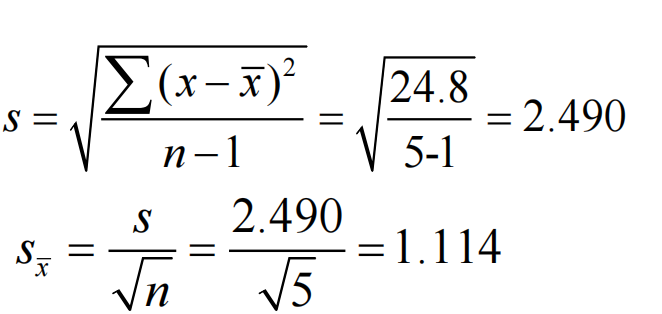 s = √(∑(x − x̄)² / n − 1) = √(24.8 / 5-1) = 2.490
s_x̄ = s / √n = 2.490 / √5 = 1.114